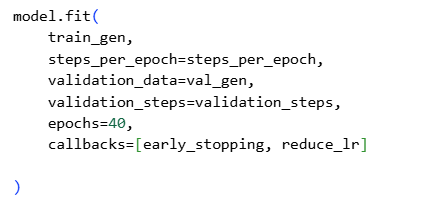 model.fit(
    train_gen,
    steps_per_epoch=steps_per_epoch,
    validation_data=val_gen,
    validation_steps=validation_steps,
    epochs=40,
    callbacks=[early_stopping, reduce_lr]
)